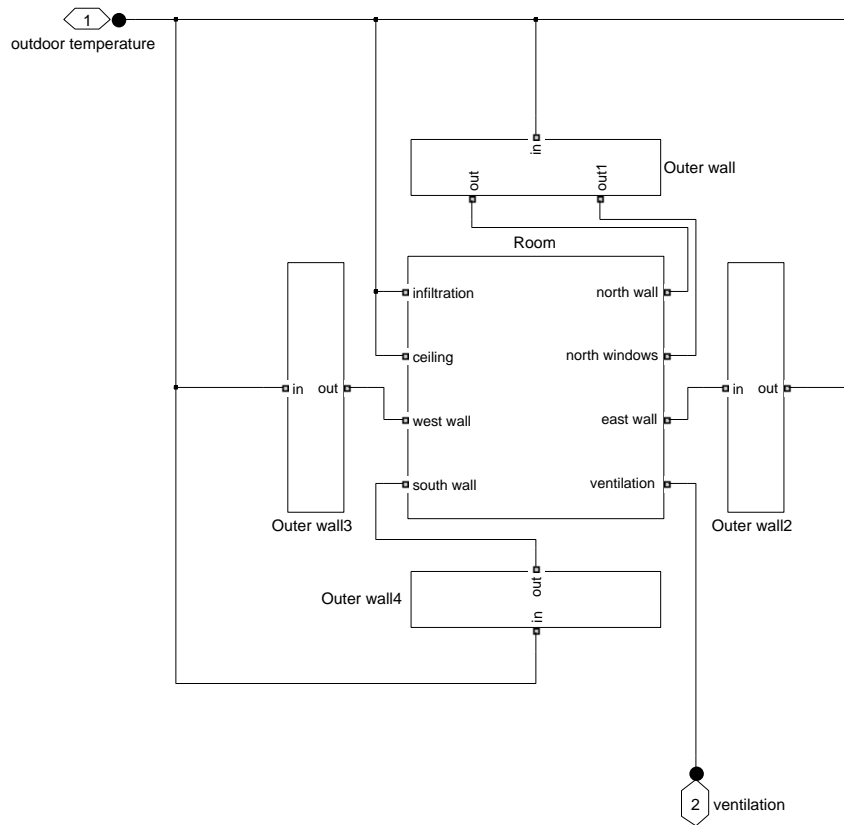 1
outdoor temperature
in
Outer wall
out
out1
Room
infiltration
north wall
ceiling
north windows
in
out
in
out
west wall
east wall
south wall
ventilation
Outer wall3
Outer wall2
out
Outer wall4
in
2
ventilation